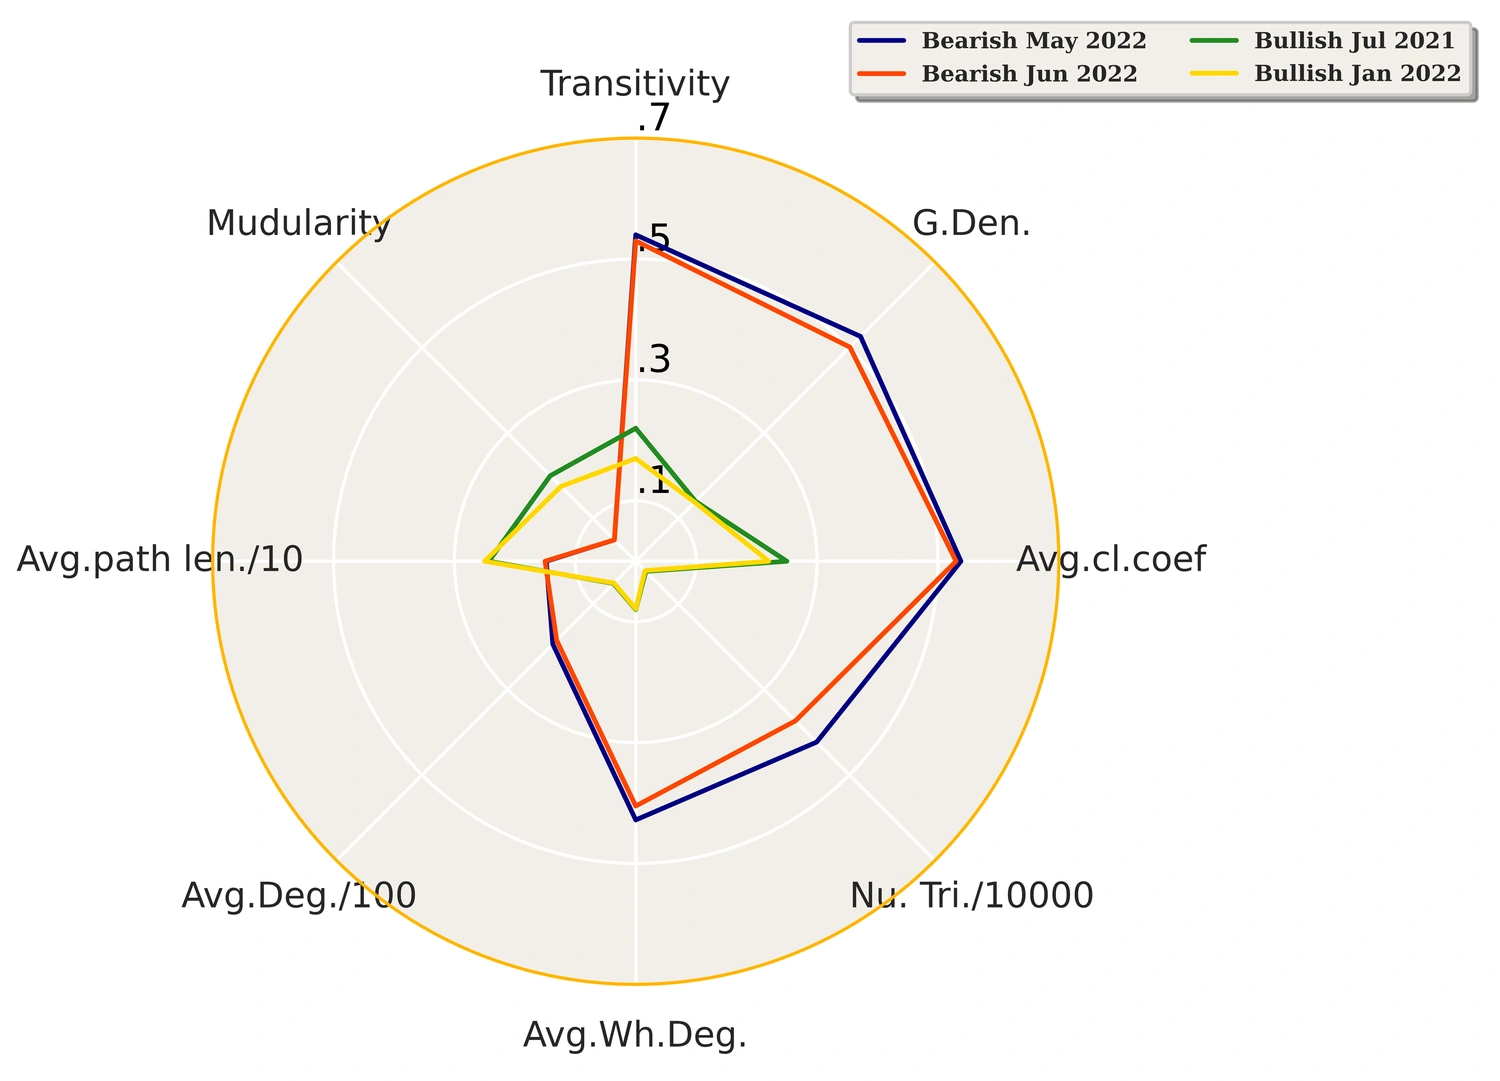 Bearish May 2022
Bearish Jun 2022
Bullish Jul 2021
Bullish Jan 2022
Transitivity
.7
Mudularity
G.Den.
.5
.3
.1
Avg.path len./10
Avg.cl.coef
Avg.Deg./100
Nu. Tri./10000
Avg.Wh.Deg.